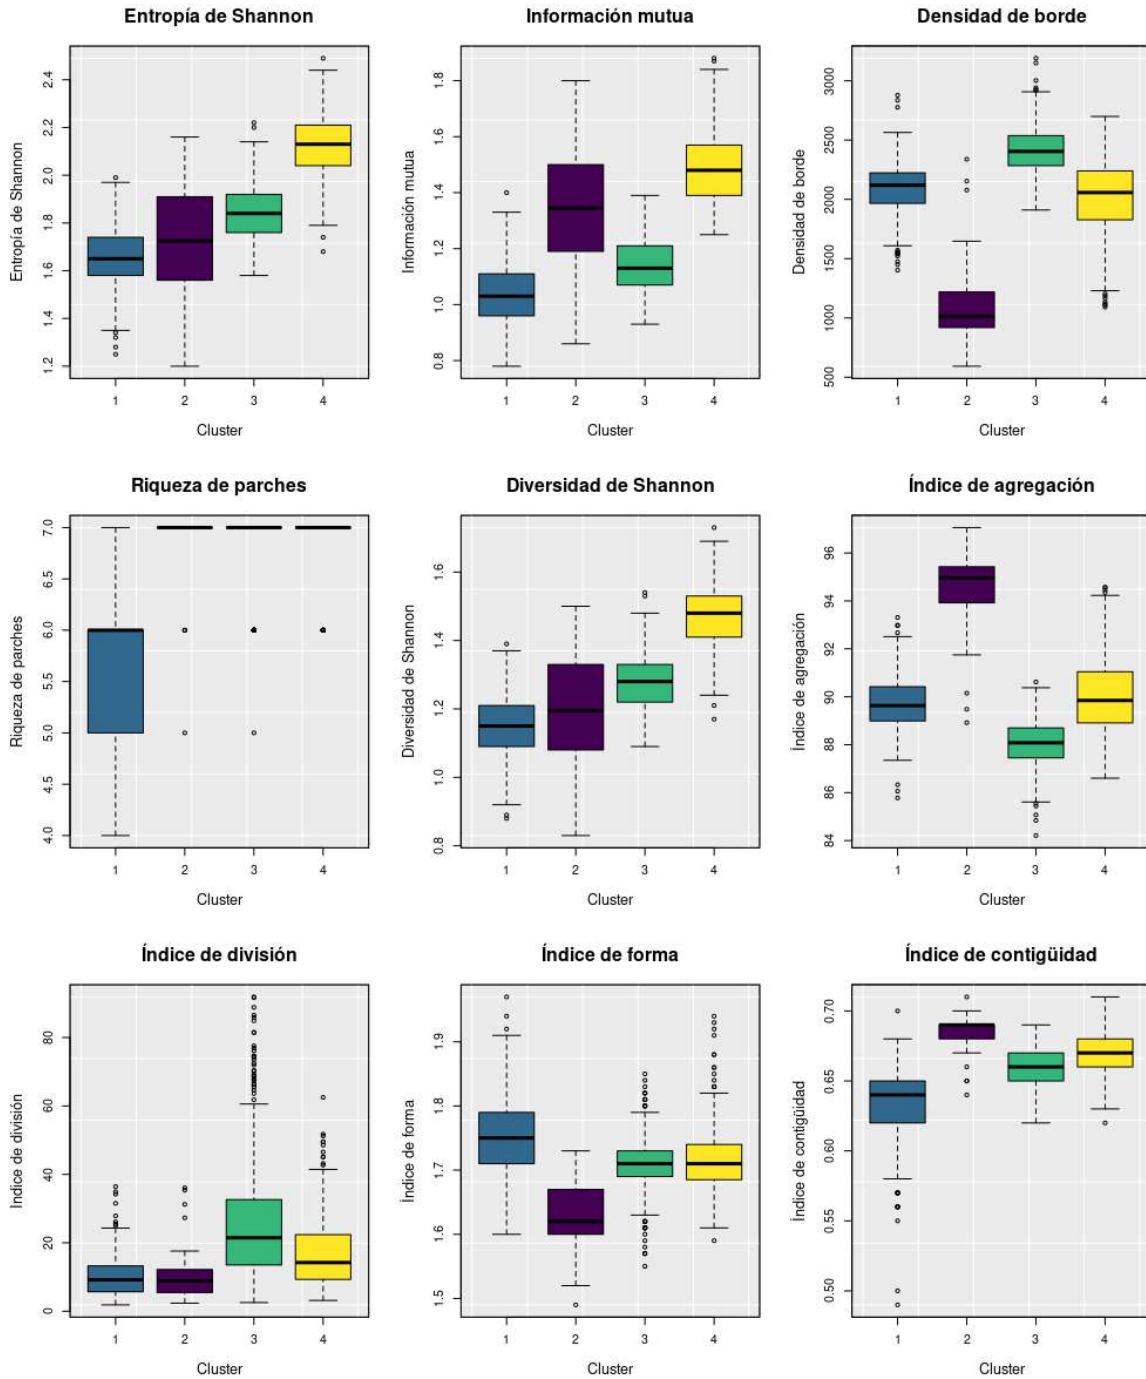 Entropía de Shannon
Información mutua
Densidad de borde
Entropía de Shannon
1.2 1.4 1.6 1.8 2.0 2.2 2.4
1 2 3 4
Cluster
Información mutua
0.8 1.0 1.2 1.4 1.6 1.8
1 2 3 4
Cluster
Densidad de borde
500 1000 1500 2000 2500 3000
1 2 3 4
Cluster
Riqueza de parches
Diversidad de Shannon
Índice de agregación
Riqueza de parches
4.0 4.5 5.0 5.5 6.0 6.5 7.0
1 2 3 4
Cluster
Diversidad de Shannon
0.8 1.0 1.2 1.4 1.6
1 2 3 4
Cluster
Índice de agregación
84 86 88 90 92 94 96
1 2 3 4
Cluster
Índice de división
Índice de forma
Índice de contigüidad
Indice de división
0 20 40 60 80
1 2 3 4
Cluster
Índice de forma
1.5 1.6 1.7 1.8 1.9
1 2 3 4
Cluster
Índice de contigüidad
0.50 0.55 0.60 0.65 0.70
1 2 3 4
Cluster